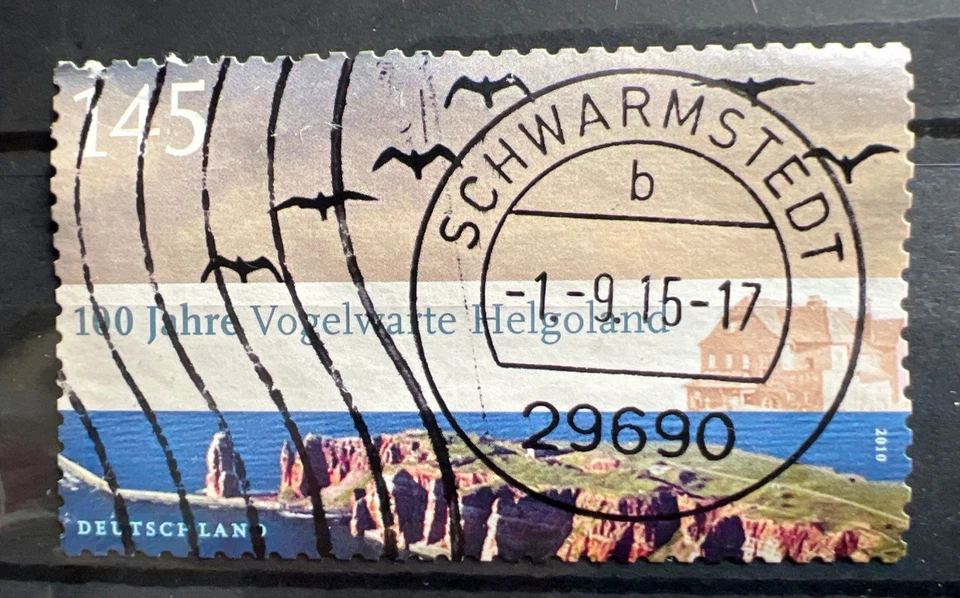 145
SCHWARMSTEDT
b
-1.-9.15-17
100 Jahre Vogelwarte Helgoland
29690
2010
DEUTSCHLAND